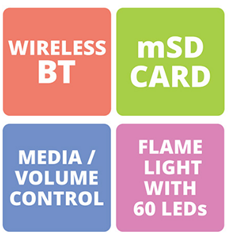 WIRELESS
BT
mSD
CARD
MEDIA /
VOLUME
CONTROL
FLAME
LIGHT
WITH
60 LEDs